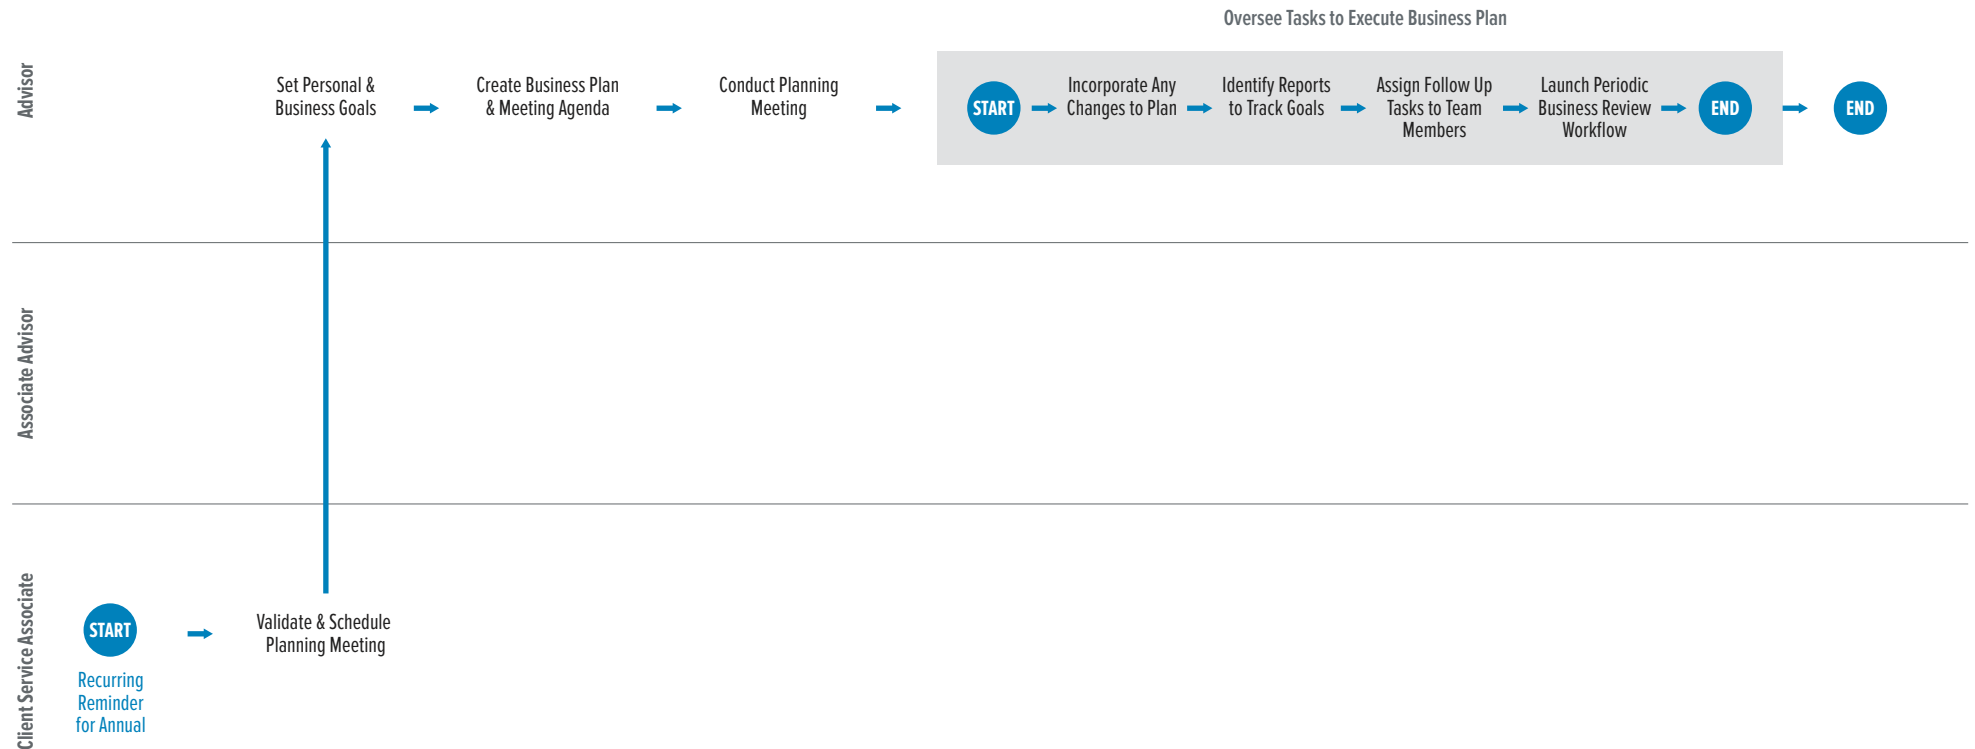 Oversee Tasks to Execute Business Plan
Advisor
Set Personal &
Business Goals
Create Business Plan
& Meeting Agenda
Conduct Planning
Meeting
START
Incorporate Any
Changes to Plan
Identify Reports
to Track Goals
Assign Follow Up
Tasks to Team
Members
Launch Periodic
Business Review
Workflow
END
END
Associate Advisor
Client Service Associate
START
Recurring
Reminder
for Annual
Validate & Schedule
Planning Meeting